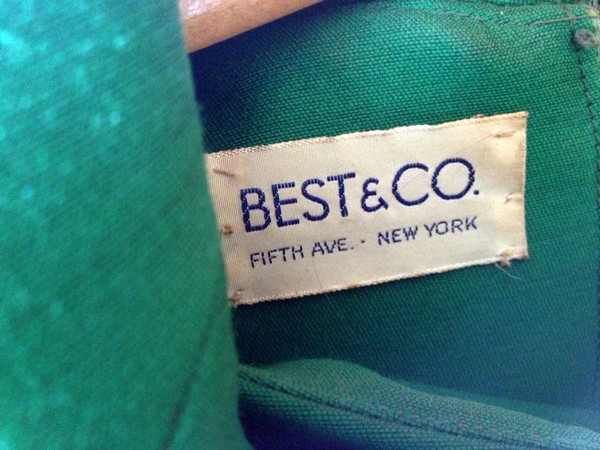 BEST & CO.
FIFTH AVE. - NEW YORK